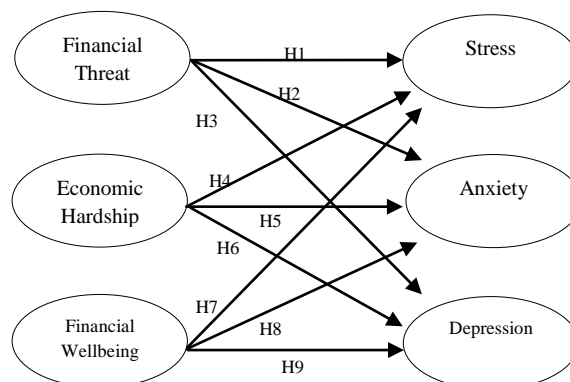 Financial
Threat
Stress
H1
H2
H3
Economic
Hardship
Anxiety
H4
H5
H6
Financial
Wellbeing
Depression
H7
H8
H9